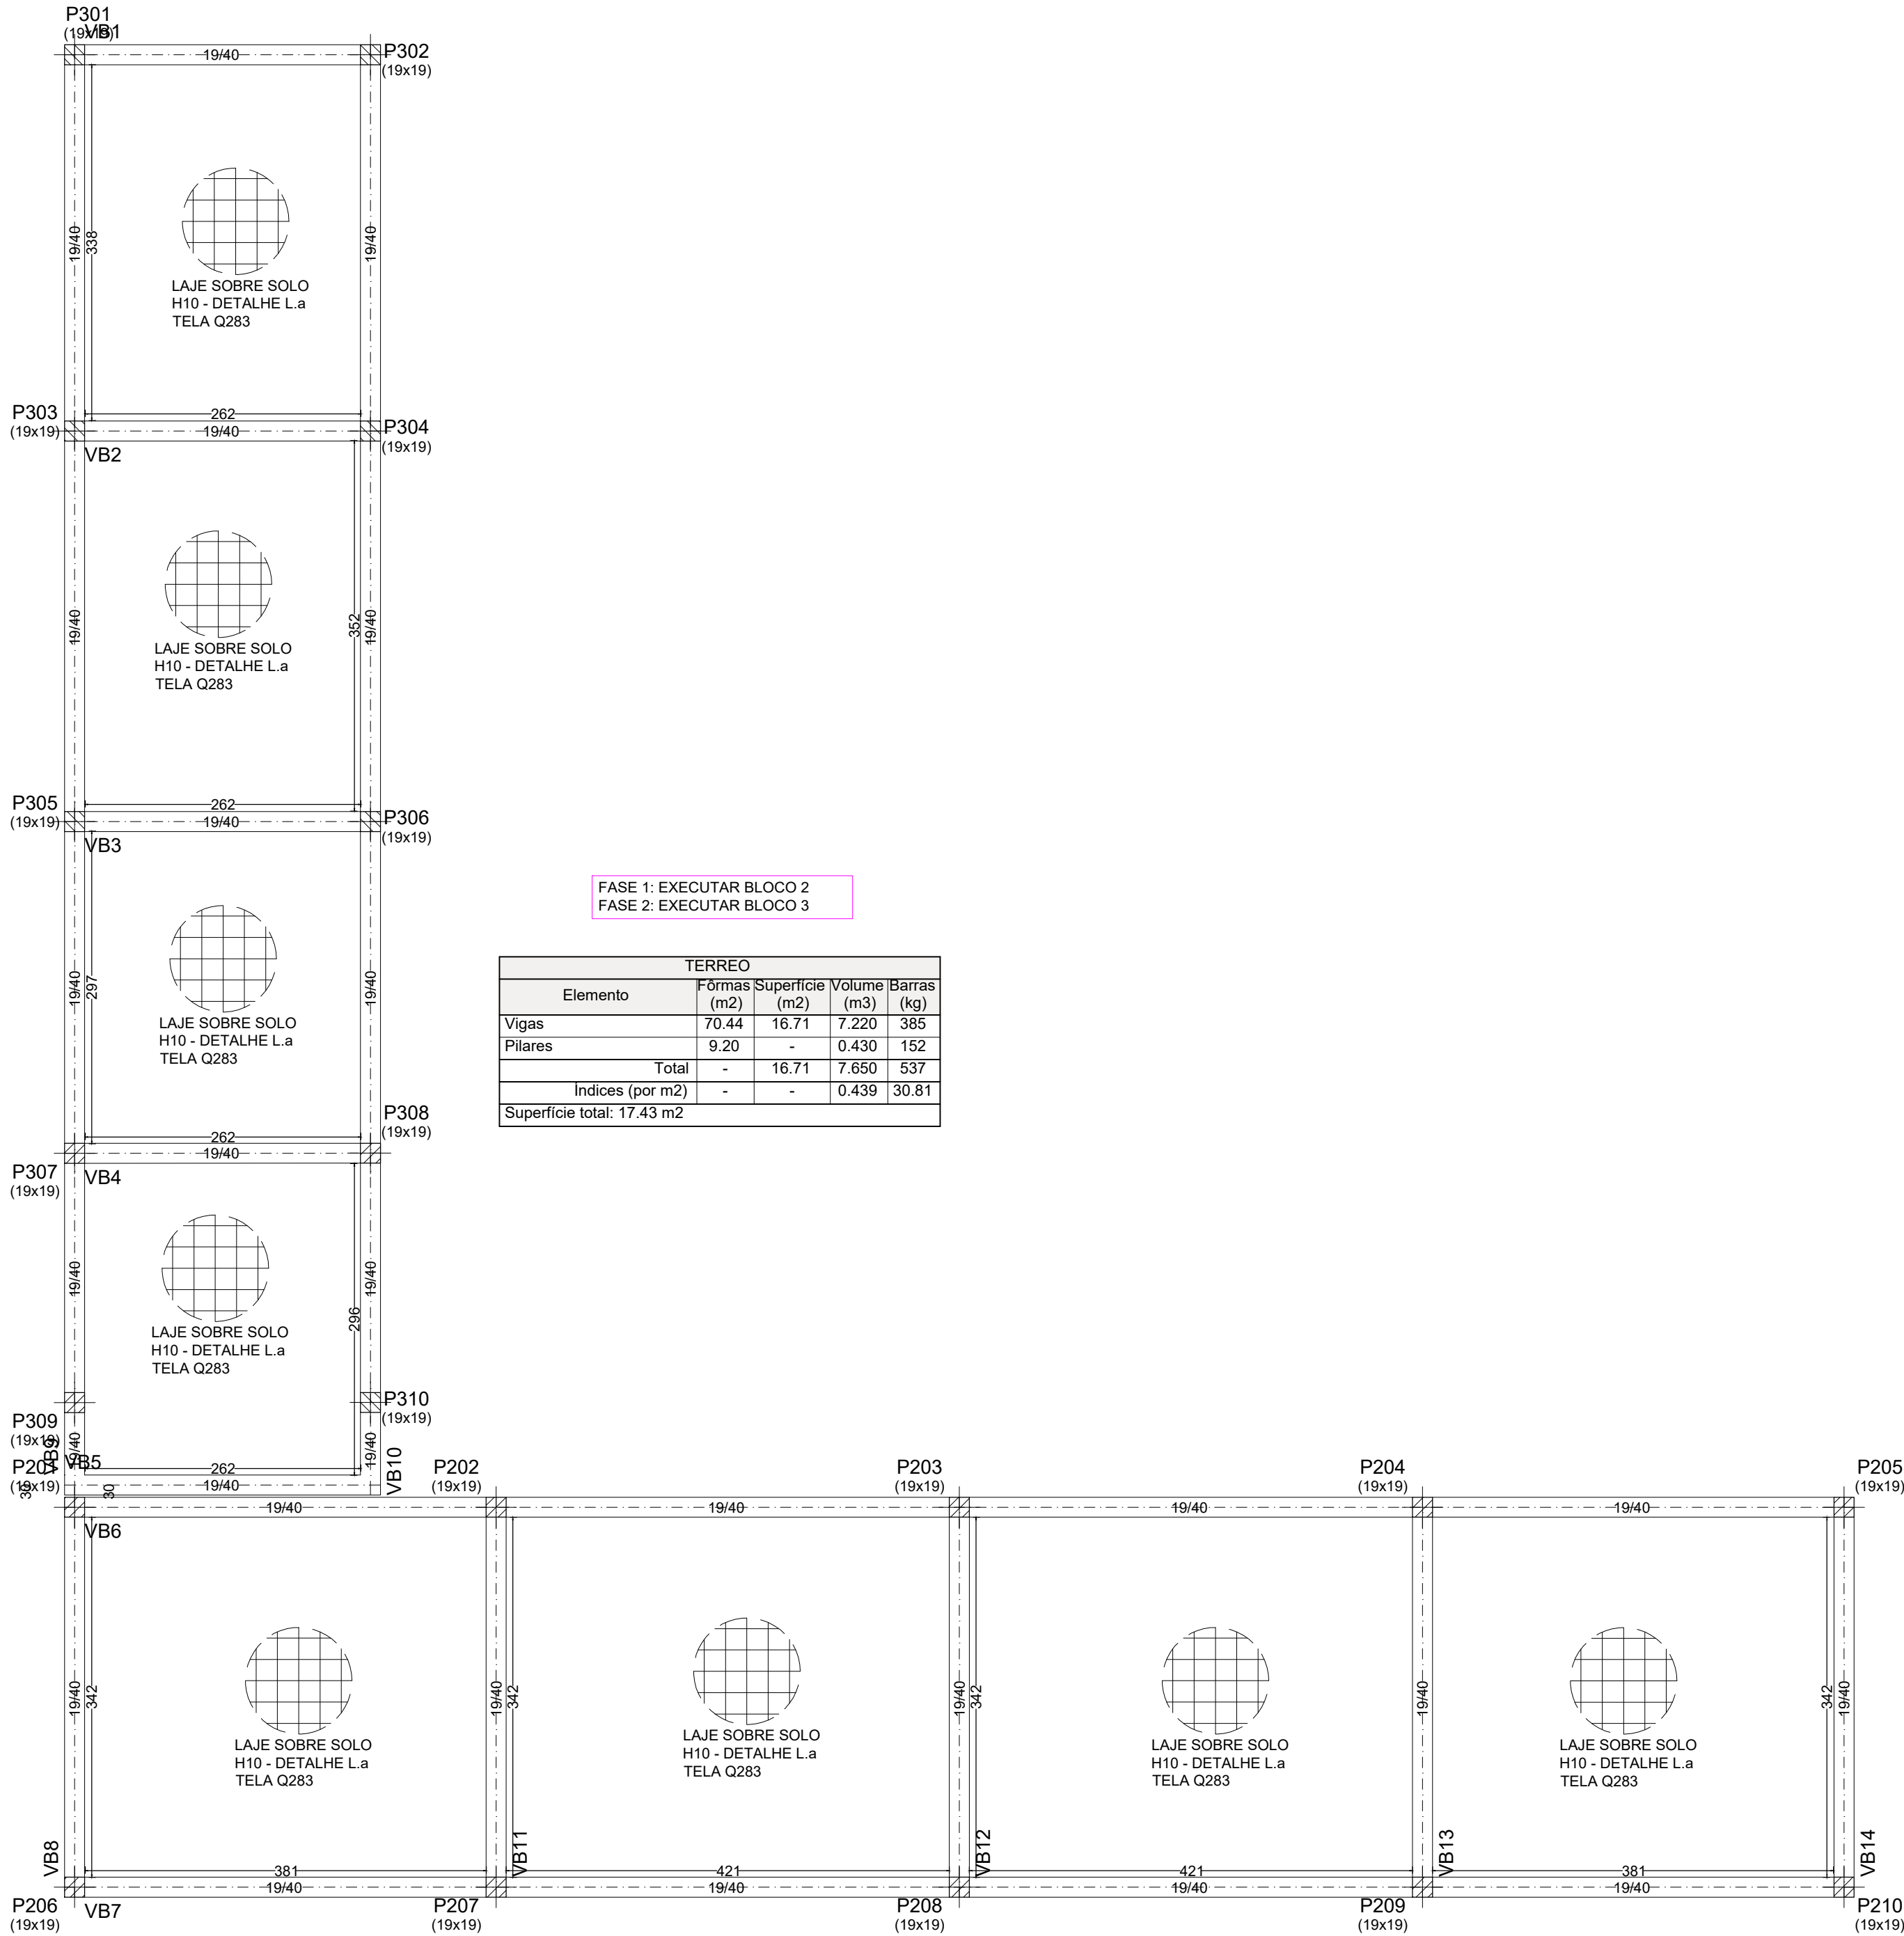 P301
(19x19)
VB1
19/40
P302
(19x19)
19/40
338
19/40
LAJE SOBRE SOLO
H10 - DETALHE L.a
TELA Q283
P303
(19x19)
262
19/40
P304
(19x19)
VB2
19/40
352
19/40
LAJE SOBRE SOLO
H10 - DETALHE L.a
TELA Q283
P305
(19x19)
262
19/40
P306
(19x19)
VB3
19/40
297
19/40
LAJE SOBRE SOLO
H10 - DETALHE L.a
TELA Q283
FASE 1: EXECUTAR BLOCO 2
FASE 2: EXECUTAR BLOCO 3
TERREO
Elemento Fôrmas (m2) Superfície (m2) Volume (m3) Barras (kg)
Vigas 70.44 16.71 7.220 385
Pilares 9.20 - 0.430 152
Total - 16.71 7.650 537
Índices (por m2) - - 0.439 30.81
Superfície total: 17.43 m2
P308
(19x19)
262
19/40
P307
(19x19)
VB4
19/40
296
19/40
LAJE SOBRE SOLO
H10 - DETALHE L.a
TELA Q283
P309
(19x19)
P310
(19x19)
VB9
19/40
VB5
262
19/40
19/40
VB10
30
30
P201
(19x19)
P202
(19x19)
P203
(19x19)
P204
(19x19)
P205
(19x19)
19/40
19/40
19/40
19/40
VB6
19/40
342
19/40
342
19/40
342
19/40
342
19/40
LAJE SOBRE SOLO
H10 - DETALHE L.a
TELA Q283
LAJE SOBRE SOLO
H10 - DETALHE L.a
TELA Q283
LAJE SOBRE SOLO
H10 - DETALHE L.a
TELA Q283
LAJE SOBRE SOLO
H10 - DETALHE L.a
TELA Q283
VB8
VB11
VB12
VB13
VB14
381
421
421
381
19/40
19/40
19/40
19/40
P206
(19x19)
VB7
P207
(19x19)
P208
(19x19)
P209
(19x19)
P210
(19x19)